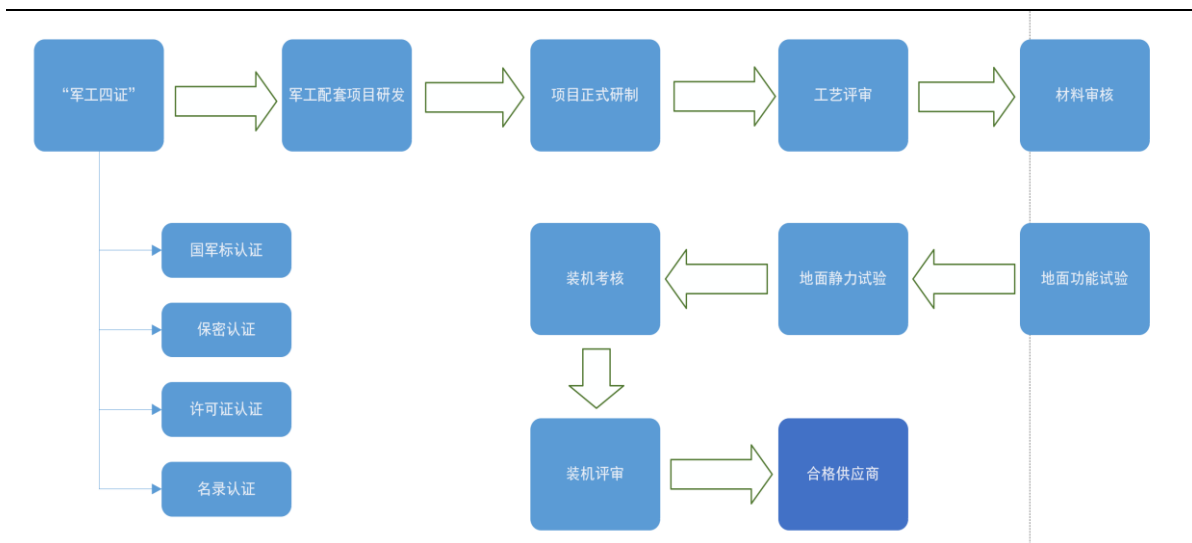 “军工四证”
军工配套项目研发
项目正式研制
工艺评审
材料审核
国军标认证
保密认证
许可证认证
名录认证
装机考核
地面静力试验
地面功能试验
装机评审
合格供应商